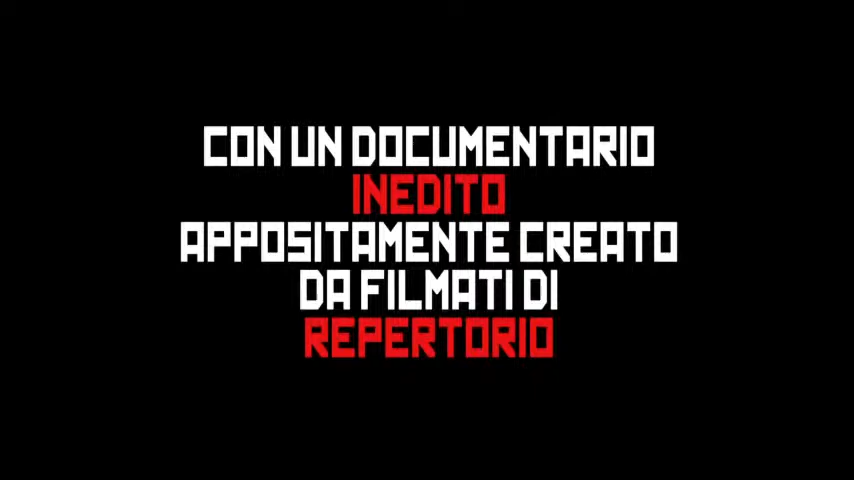 CON UN DOCUMENTARIO
INEDITO
APPOSITAMENTE CREATO
DA FILMATI DI
REPERTORIO